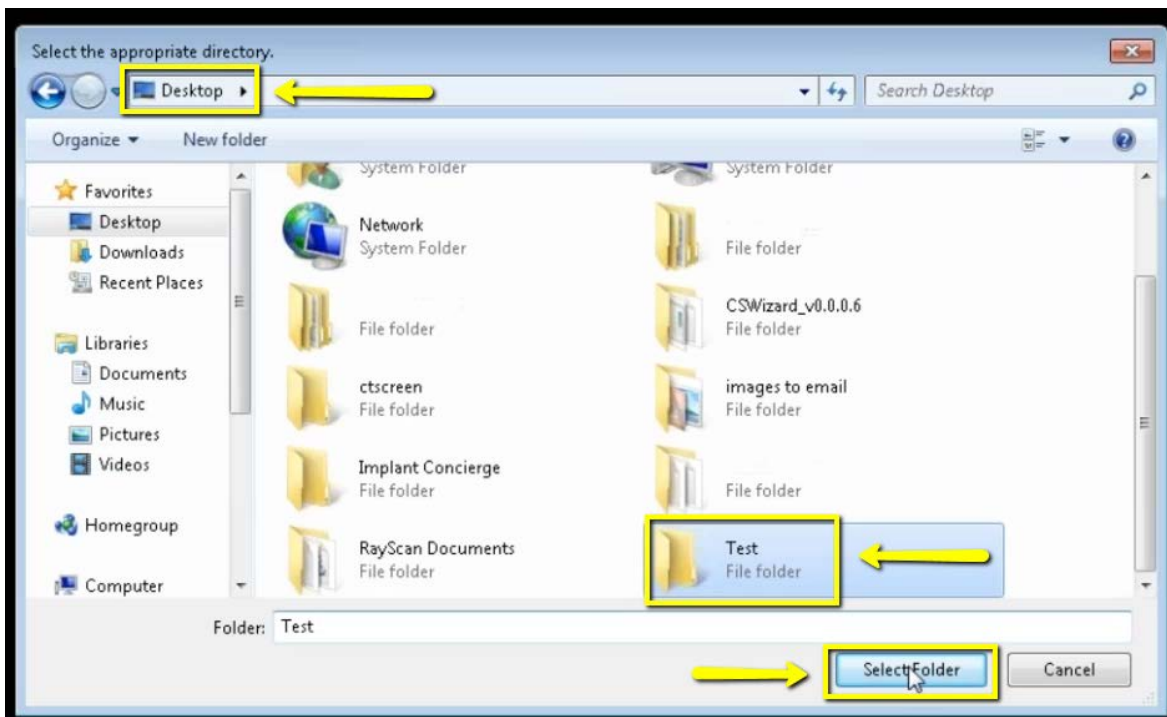 Select the appropriate directory.
Desktop
Search Desktop
Organize New folder
Favorites
Desktop
Downloads
Recent Places
Libraries
Documents
Music
Pictures
Videos
Homegroup
Computer
System Folder
System Folder
Network
System Folder
File folder
File folder
CSWizard_v0.0.0.6
File folder
ctscreen
File folder
images to email
File folder
Implant Concierge
File folder
File folder
RayScan Documents
File folder
Test
File folder
Folder: Test
Select Folder Cancel